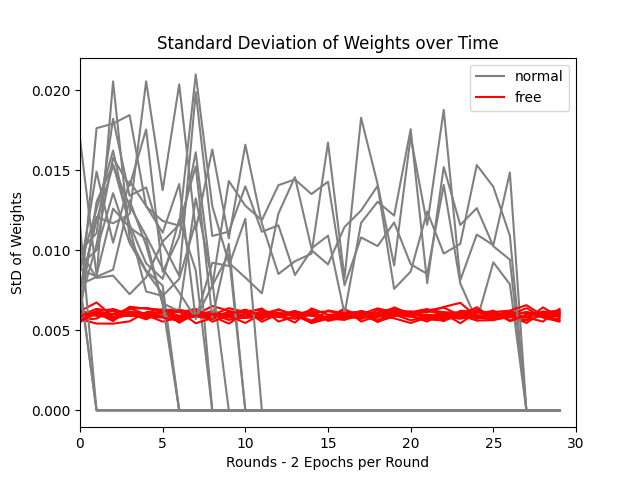 Standard Deviation of Weights over Time
StD of Weights
0.020
0.015
0.010
0.005
0.000
normal
free
0 5 10 15 20 25 30
Rounds - 2 Epochs per Round